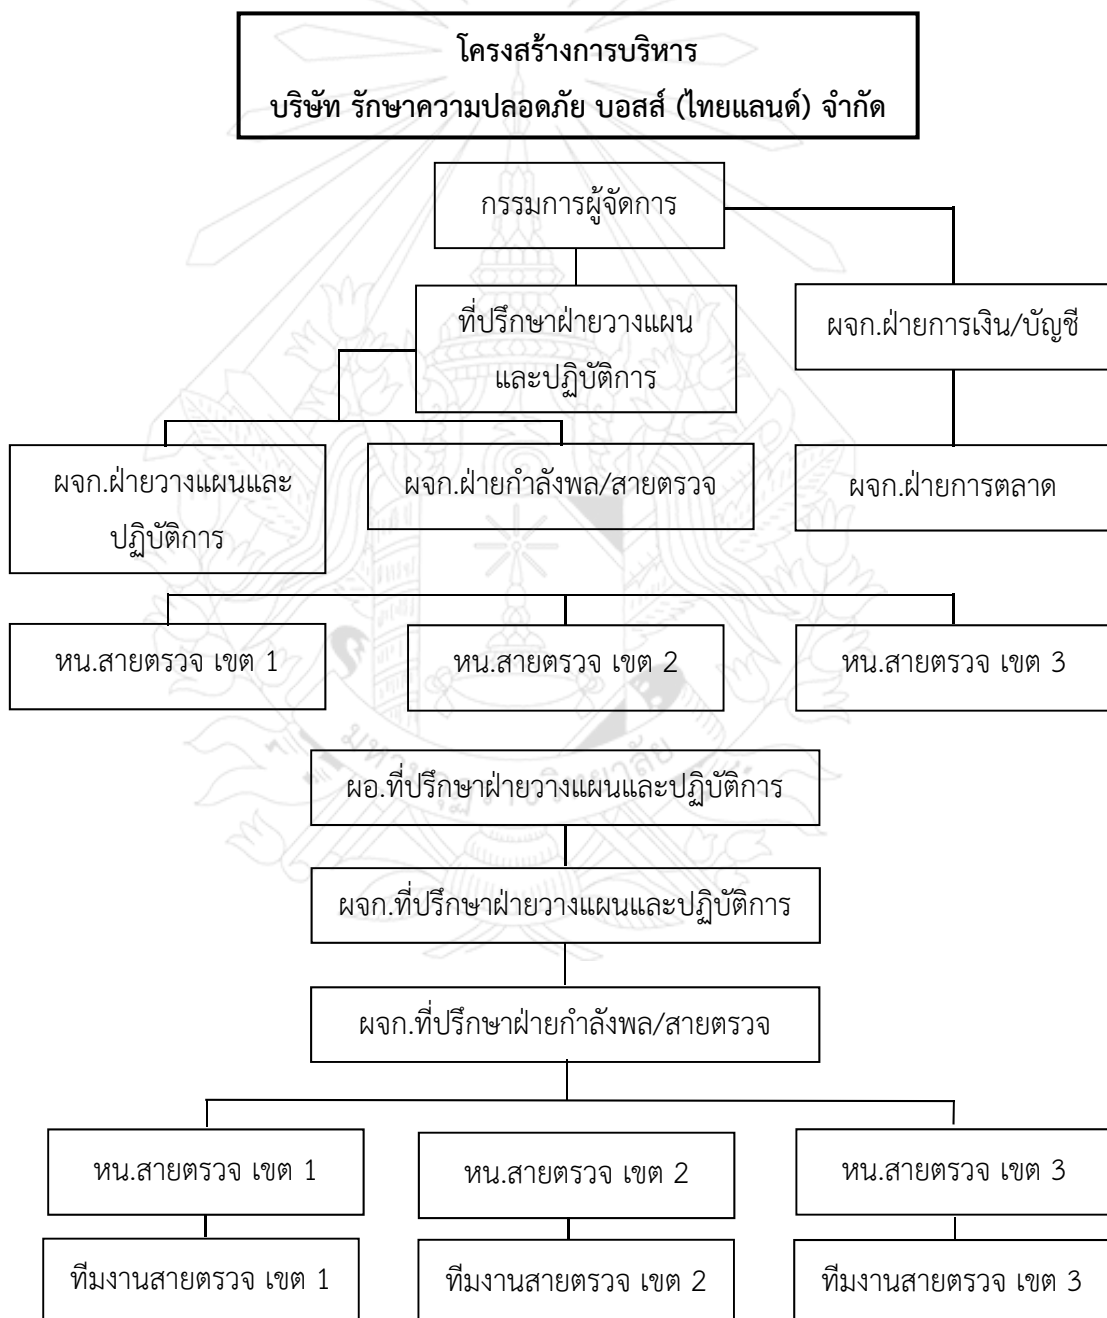 โครงสร้างการบริหาร
บริษัท รักษาความปลอดภัย บอสส์ (ไทยแลนด์) จำกัด
กรรมการผู้จัดการ
ที่ปรึกษาฝ่ายวางแผน
และปฏิบัติการ
ผจก.ฝ่ายการเงิน/บัญชี
ผจก.ฝ่ายวางแผนและ
ปฏิบัติการ
ผจก.ฝ่ายกำลังพล/สายตรวจ
ผจก.ฝ่ายการตลาด
หน.สายตรวจ เขต 1
หน.สายตรวจ เขต 2
หน.สายตรวจ เขต 3
ผอ.ที่ปรึกษาฝ่ายวางแผนและปฏิบัติการ
ผจก.ที่ปรึกษาฝ่ายวางแผนและปฏิบัติการ
ผจก.ที่ปรึกษาฝ่ายกำลังพล/สายตรวจ
หน.สายตรวจ เขต 1
หน.สายตรวจ เขต 2
หน.สายตรวจ เขต 3
ทีมงานสายตรวจ เขต 1
ทีมงานสายตรวจ เขต 2
ทีมงานสายตรวจ เขต 3